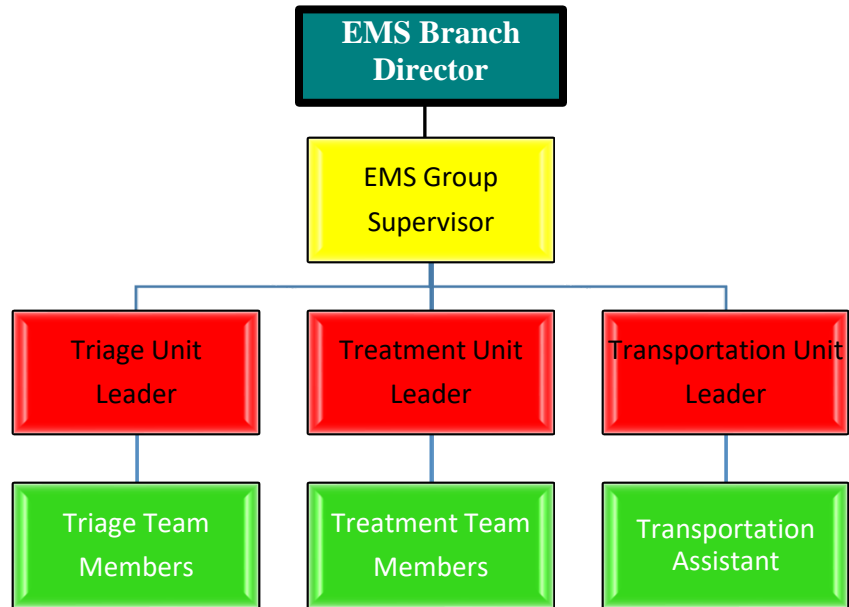 EMS Branch
Director
EMS Group
Supervisor
Triage Unit
Leader
Treatment Unit
Leader
Transportation Unit
Leader
Triage Team
Members
Treatment Team
Members
Transportation
Assistant